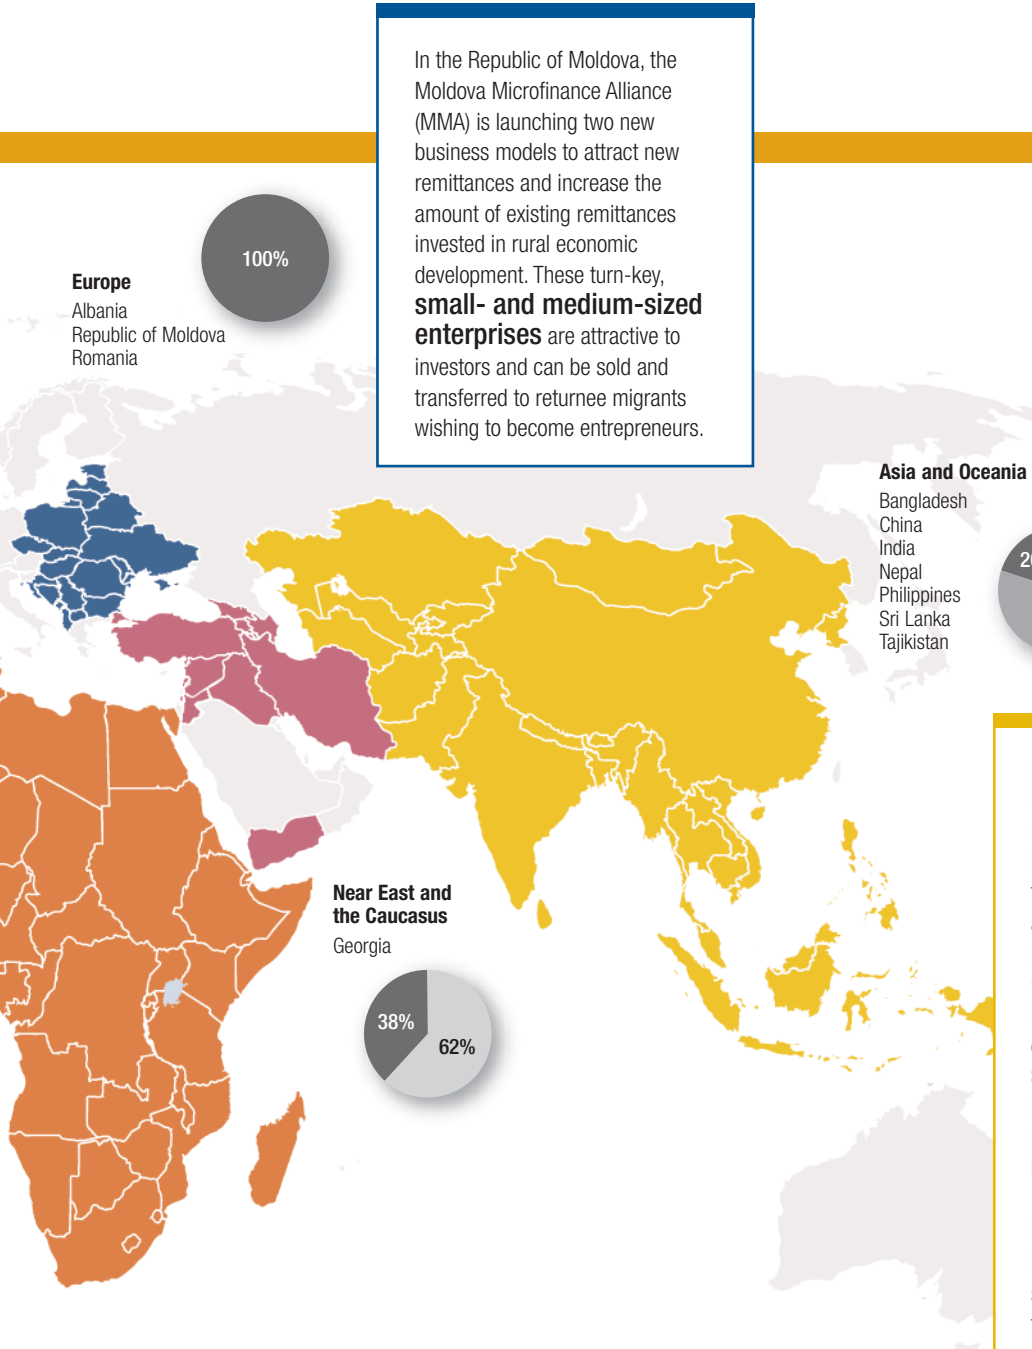 In the Republic of Moldova, the
Moldova Microfinance Alliance
(MMA) is launching two new
business models to attract new
remittances and increase the
amount of existing remittances
invested in rural economic
development. These turn-key,
small- and medium-sized
enterprises are attractive to
investors and can be sold and
transferred to returnee migrants
wishing to become entrepreneurs.
100%
Europe
Albania
Republic of Moldova
Romania
Asia and Oceania
Bangladesh
China
India
Nepal
Philippines
Sri Lanka
Tajikistan
Near East and
the Caucasus
Georgia
38%
62%